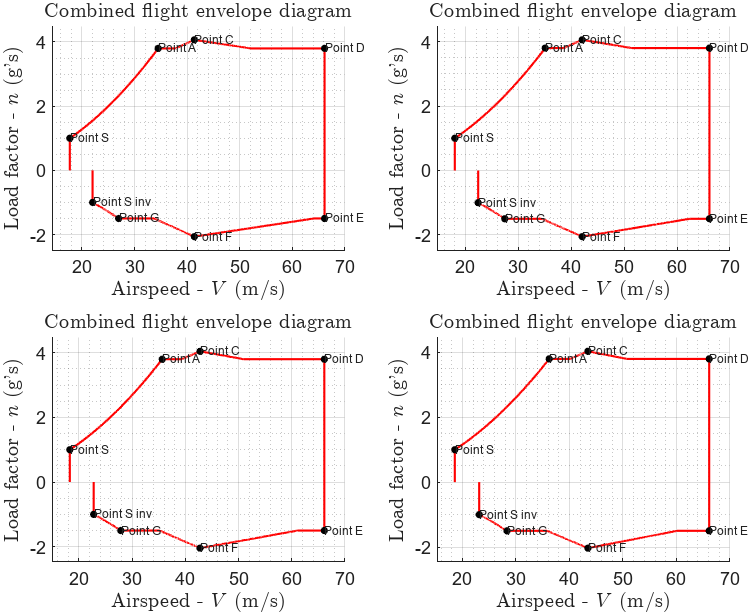 Combined flight envelope diagram
4
2
0
-2
Load factor - n (g's)
Point A
Point C
Point D
Point S
Point S inv
Point G
Point F
Point E
20 30 40 50 60 70
Airspeed - V (m/s)
Combined flight envelope diagram
4
2
0
-2
Load factor - n (g's)
Point A
Point C
Point D
Point S
Point S inv
Point G
Point F
Point E
20 30 40 50 60 70
Airspeed - V (m/s)
Combined flight envelope diagram
4
2
0
-2
Load factor - n (g's)
Point A
Point C
Point D
Point S
Point S inv
Point G
Point F
Point E
20 30 40 50 60 70
Airspeed - V (m/s)
Combined flight envelope diagram
4
2
0
-2
Load factor - n (g's)
Point A
Point C
Point D
Point S
Point S inv
Point G
Point F
Point E
20 30 40 50 60 70
Airspeed - V (m/s)